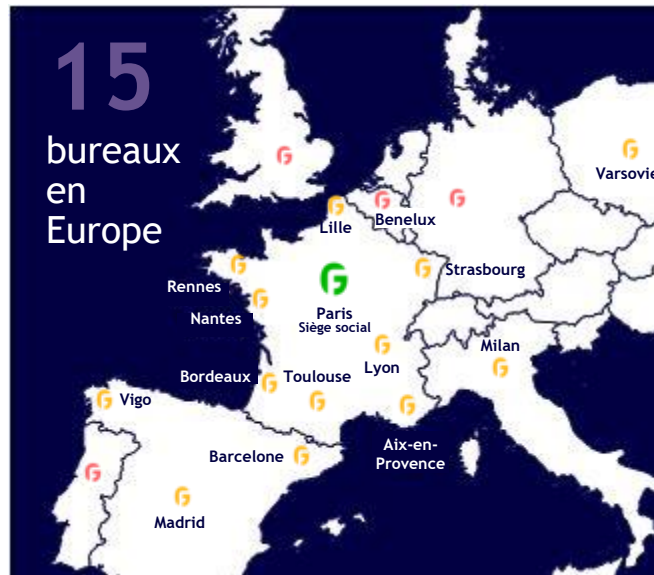 15
bureaux
en
Europe
Varsovie
Lille
Benelux
Strasbourg
Rennes
Paris
Siège social
Nantes
Milan
Lyon
Bordeaux
Toulouse
Vigo
Aix-en-
Provence
Barcelone
Madrid